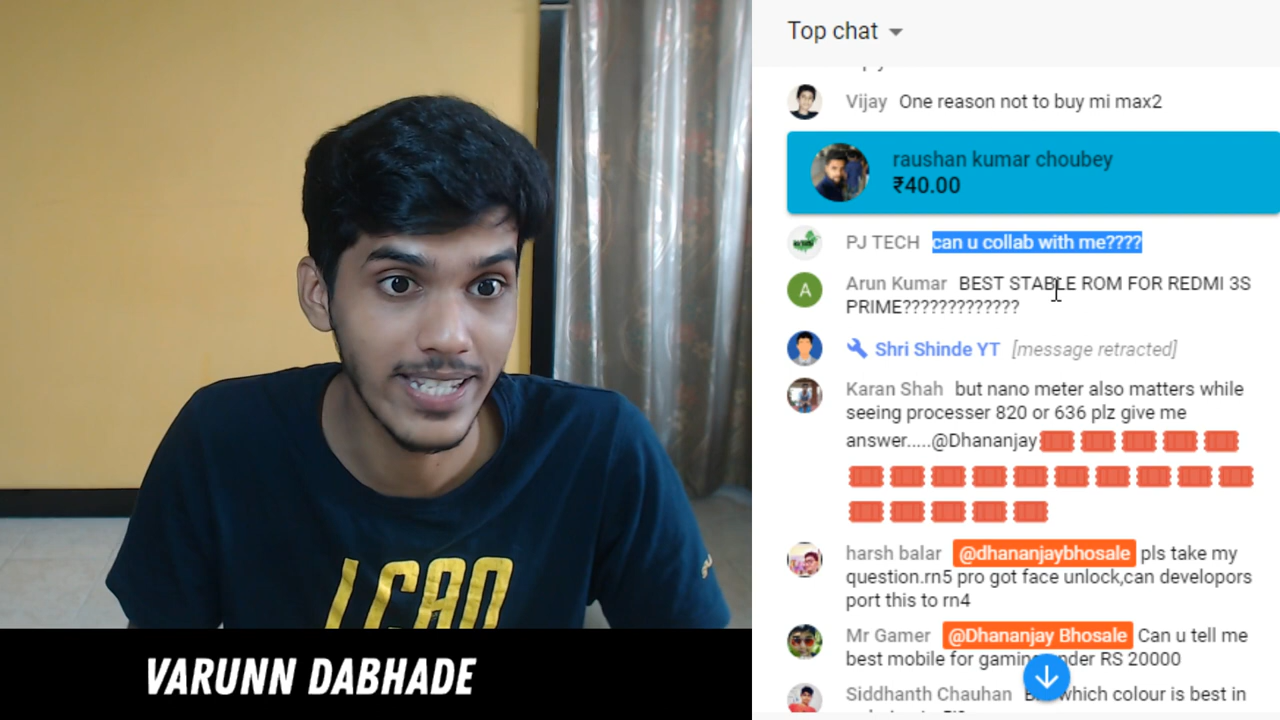 Top chat
Vijay One reason not to buy mi max2
raushan kumar choubey
₹40.00
PJ TECH can u collab with me????
Arun Kumar BEST STABLE ROM FOR REDMI 3S
PRIME?????????????
A
Shri Shinde YT [message retracted]
Karan Shah but nano meter also matters while
seeing processer 820 or 636 plz give me
answer.....@Dhananjay
harsh balar @dhananjaybhosale pls take my
question.rn5 pro got face unlock,can developors
port this to rn4
Mr Gamer @Dhananjay Bhosale Can u tell me
best mobile for gaming under RS 20000
Siddhanth Chauhan which colour is best in
VARUNN DABHADE